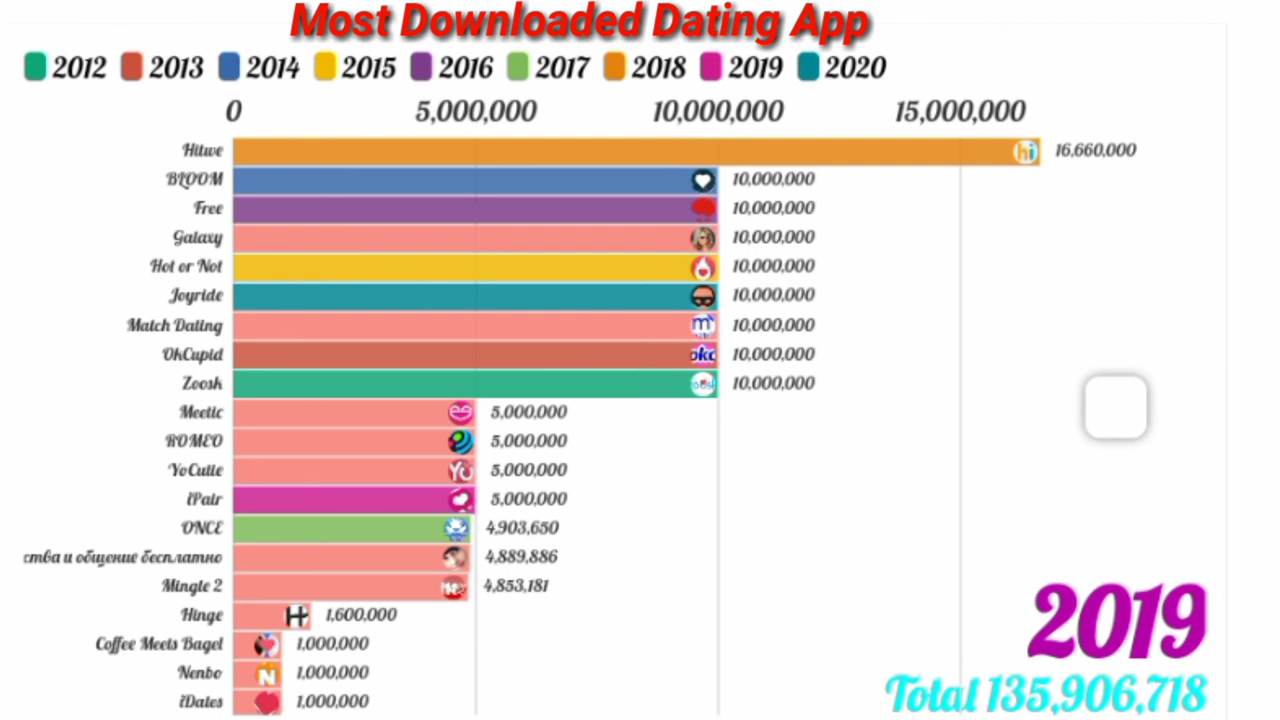 Most Downloaded Dating App
2012 2013 2014 2015 2016 2017 2018 2019 2020
0 5,000,000 10,000,000 15,000,000
Hitwe hi 16,660,000
BLOOM 10,000,000
Free 10,000,000
Galaxy 10,000,000
Hot or Not 10,000,000
Joyride 10,000,000
Match Dating m 10,000,000
OkCupid okc 10,000,000
Zoosk 10,000,000
Meetic 5,000,000
ROMEO 5,000,000
YoCutie Yo 5,000,000
iPair 5,000,000
ONCE 4,903,650
ства и общение бесплатно 4,889,886
Mingle 2 4,853,181
Hinge H 1,600,000
Coffee Meets Bagel 1,000,000
Nenbo N 1,000,000
iDates 1,000,000
2019
Total 135,906,718